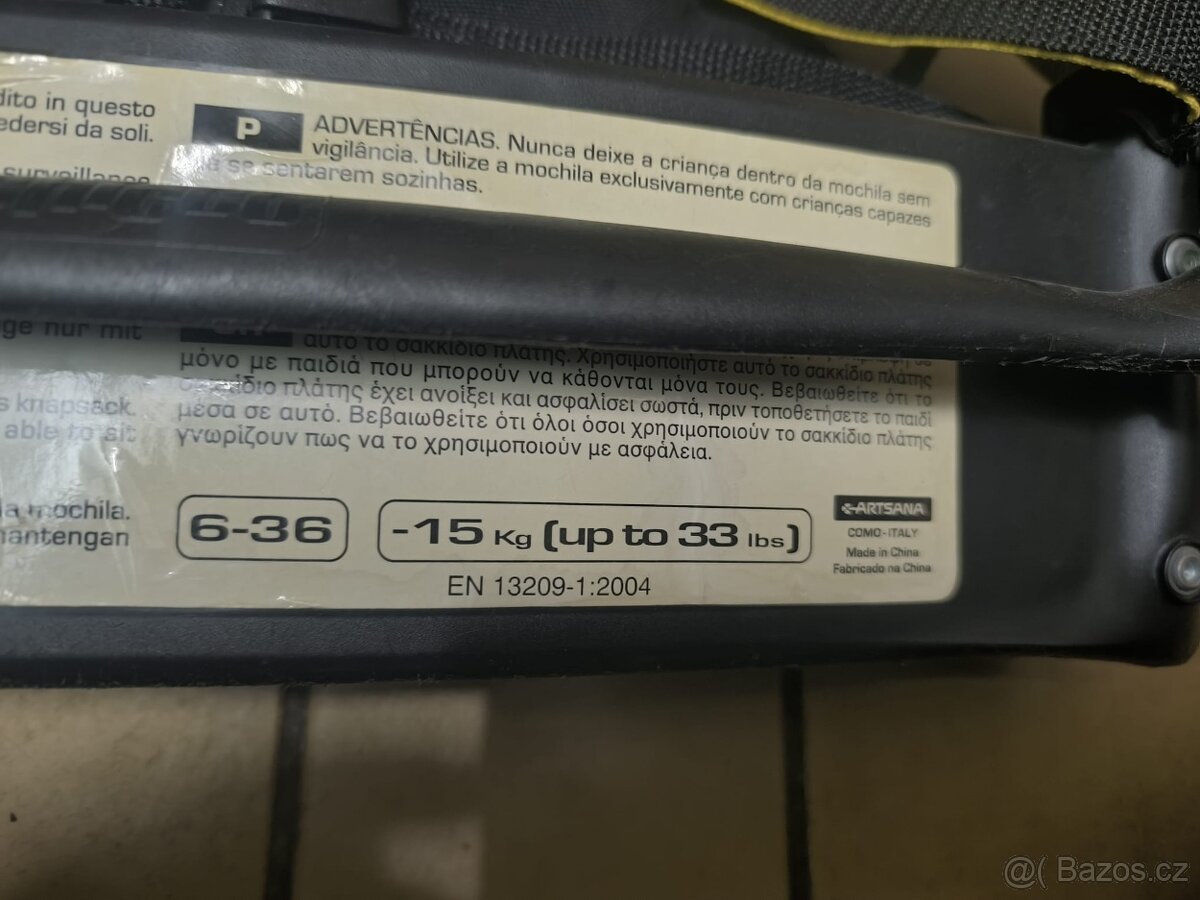 dito in questo
edersi da soli.
surveillance
ge nur mit
s knapsack.
able to sit
la mochila.
mantengan
P
ADVERTÊNCIAS. Nunca deixe a criança dentro da mochila sem
vigilância. Utilize a mochila exclusivamente com crianças capazes
se sentarem sozinhas.
αυτό το σακκίδιο πλάτης. Χρησιμοποιήστε αυτό το σακκίδιο πλάτης
μόνο με παιδιά που μπορούν να κάθονται μόνα τους. Βεβαιωθείτε ότι το
σακκίδιο πλάτης έχει ανοίξει και ασφαλίσει σωστά, πριν τοποθετήσετε το παιδί
μέσα σε αυτό. Βεβαιωθείτε ότι όλοι όσοι χρησιμοποιούν το σακκίδιο πλάτης
γνωρίζουν πως να το χρησιμοποιούν με ασφάλεια.
6-36
-15 Kg (up to 33 lbs)
EN 13209-1:2004
ARTSANA
COMO - ITALY
Made in China
Fabricado na China
@( Bazos.cz